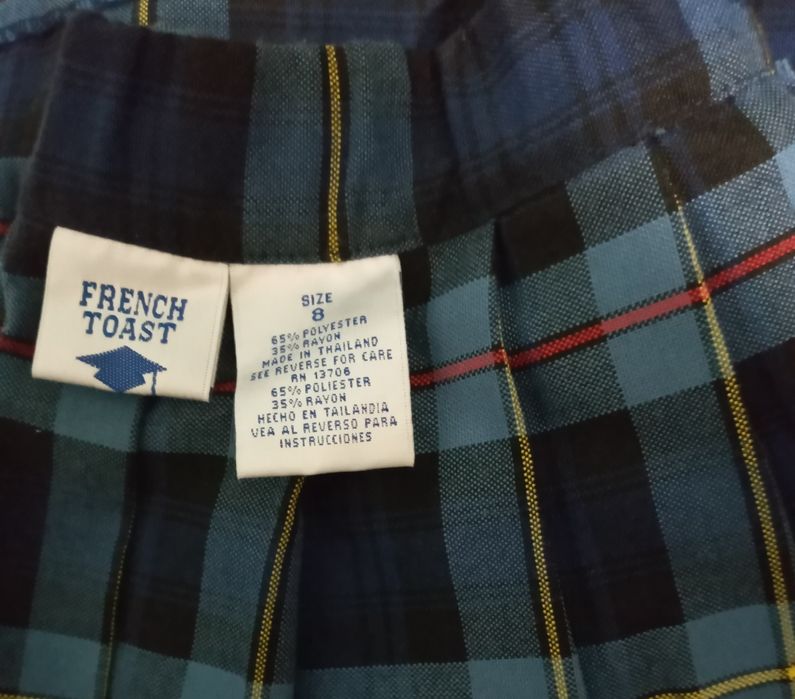 FRENCH
TOAST
SIZE
8
65% POLYESTER
35% RAYON
MADE IN THAILAND
SEE REVERSE FOR CARE
RN 13706
65% POLIESTER
35% RAYON
HECHO EN TAILANDIA
VEA AL REVERSO PARA
INSTRUCCIONES